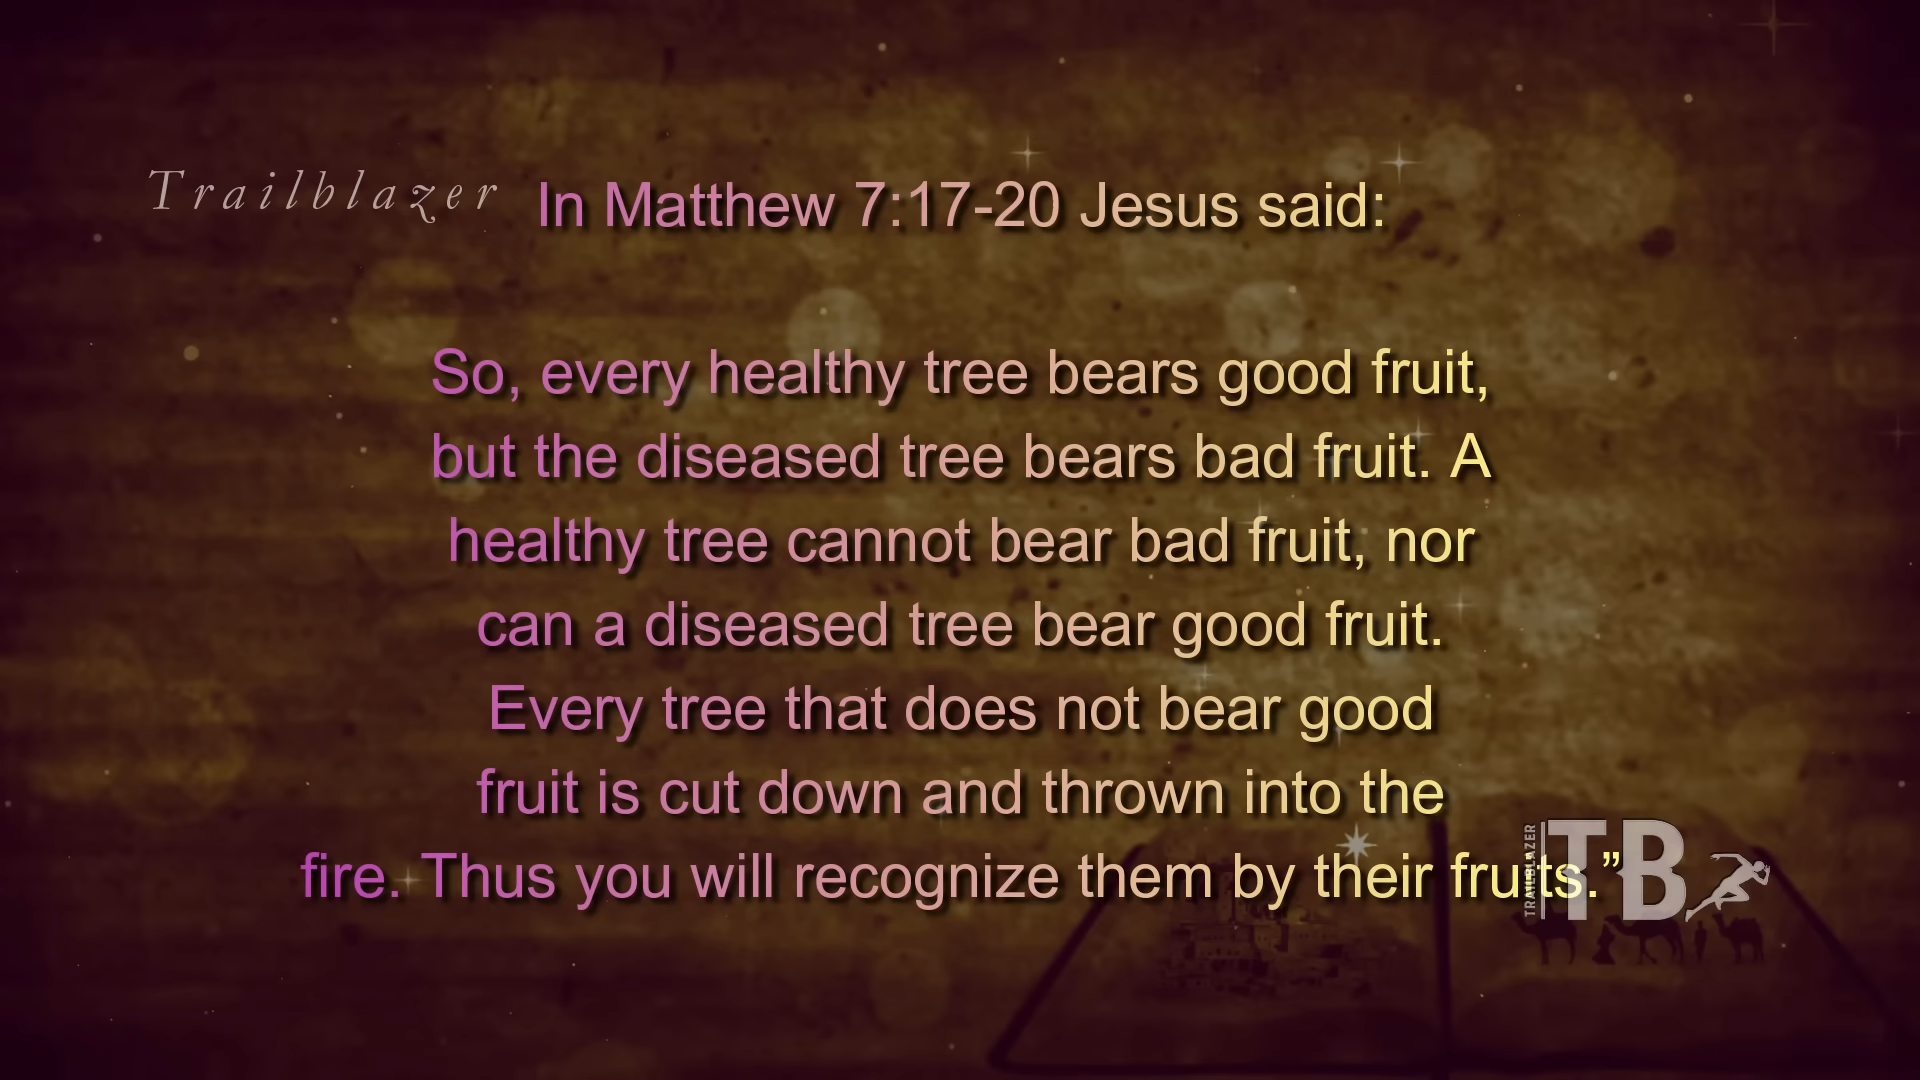 Trailblazer
In Matthew 7:17-20 Jesus said:
So, every healthy tree bears good fruit,
but the diseased tree bears bad fruit. A
healthy tree cannot bear bad fruit, nor
can a diseased tree bear good fruit.
Every tree that does not bear good
fruit is cut down and thrown into the
fire. Thus you will recognize them by their fruits.”
TRAILBLAZER
TB